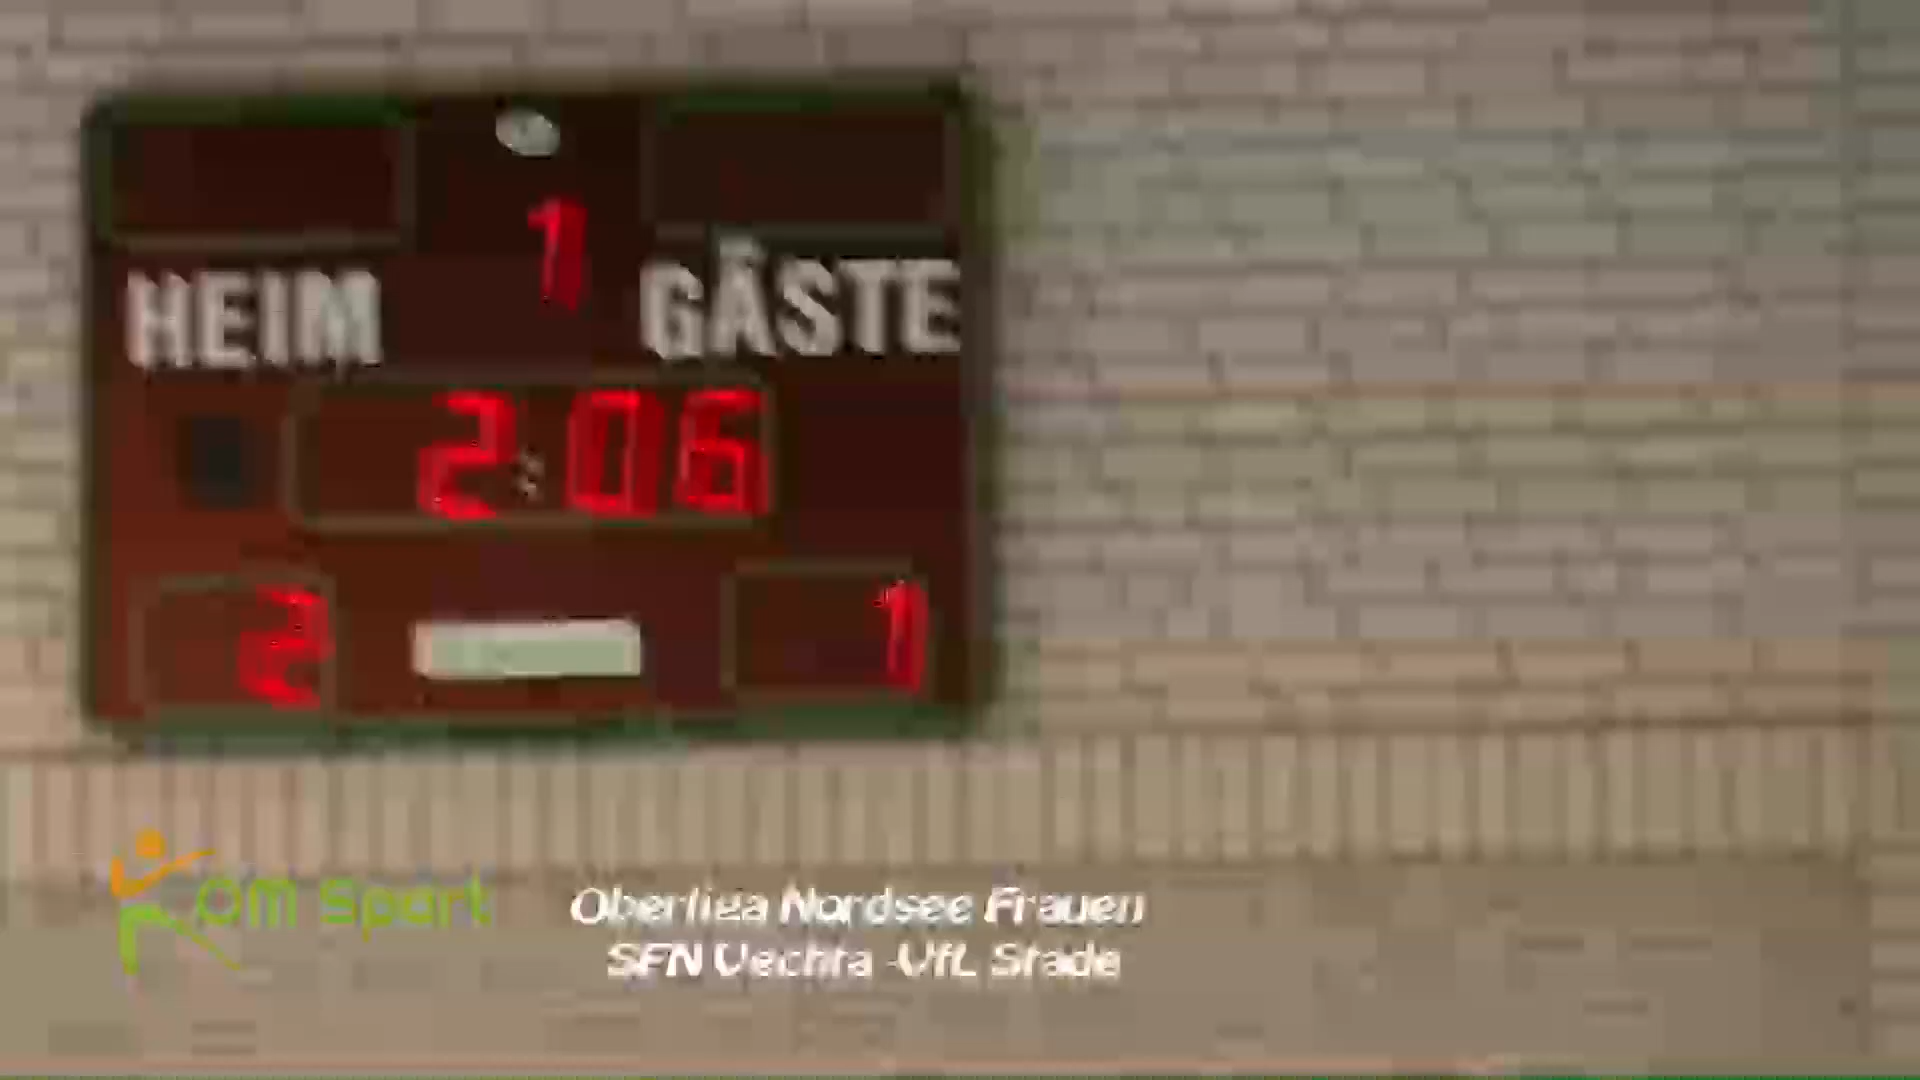 1
HEIM GÄSTE
2:06
2 1
OM Sport
Oberliga Nordsee Frauen
SFN Vechta -VfL Stade